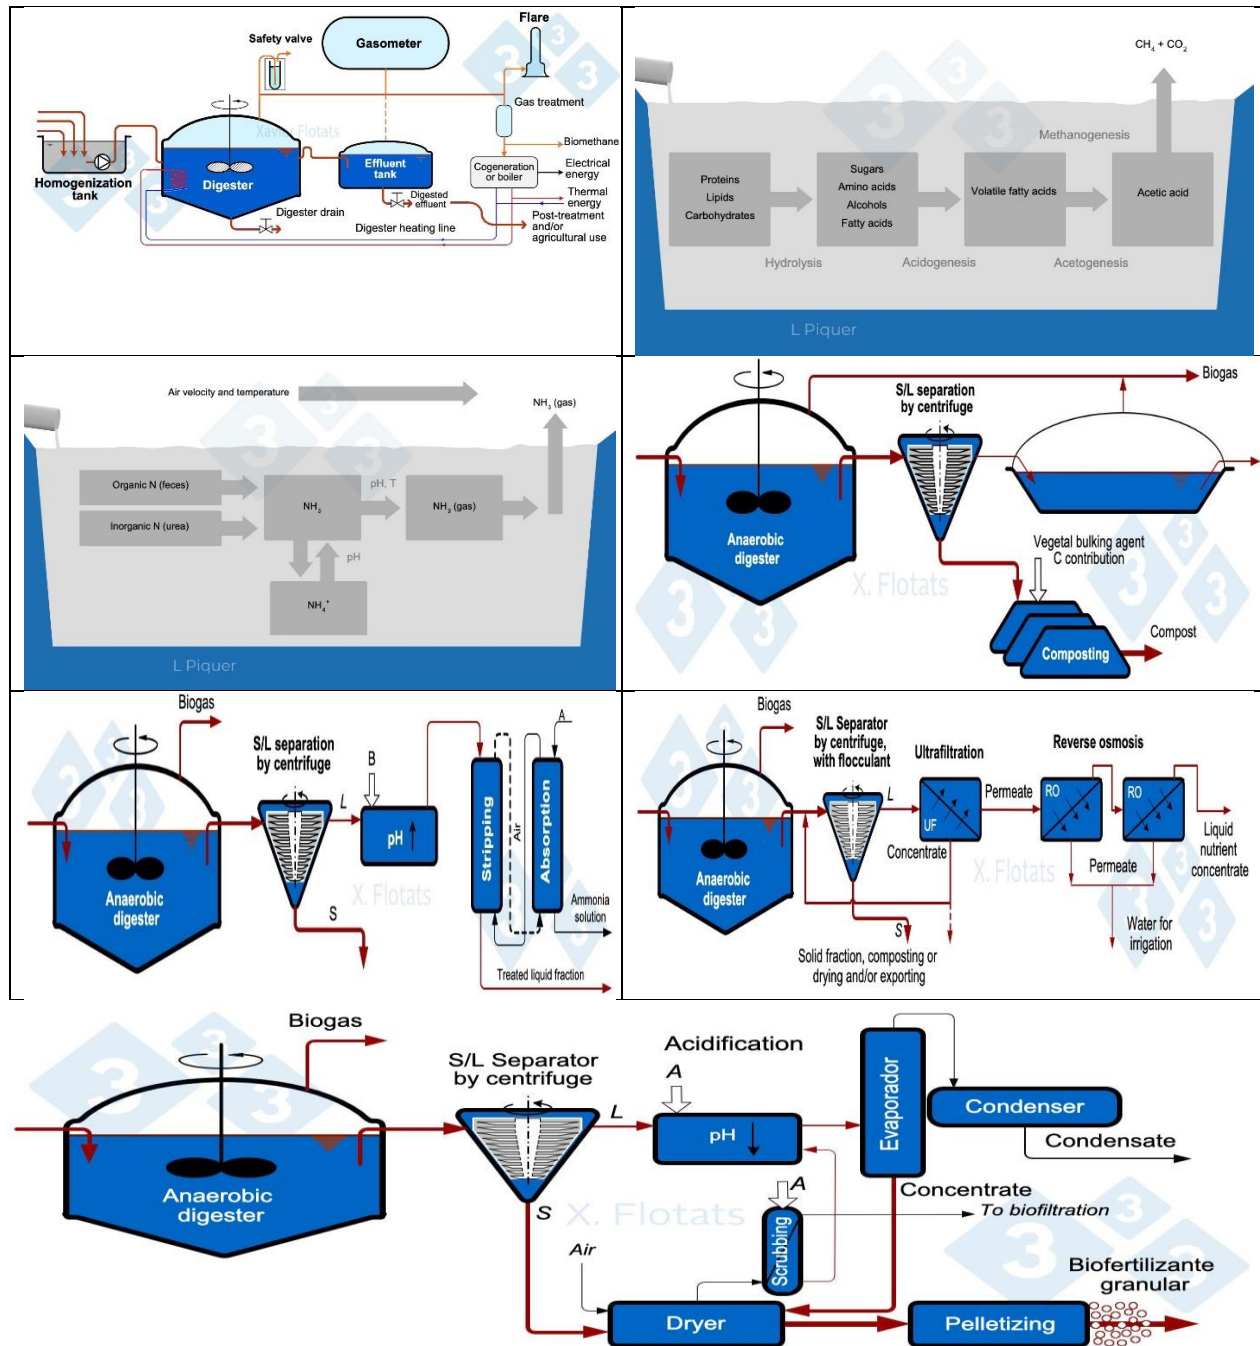 Flare
Safety valve
Gasometer
Gas treatment
Xavier Flotats
Biomethane
Homogenization
tank
Digester
Effluent
tank
Cogeneration
or boiler
Electrical
energy
Thermal
energy
Digested
effluent
Digester drain
Digester heating line
Post-treatment
and/or
agricultural use
CH4 + CO2
Methanogenesis
Proteins
Lipids
Carbohydrates
Sugars
Amino acids
Alcohols
Fatty acids
Volatile fatty acids
Acetic acid
Hydrolysis
Acidogenesis
Acetogenesis
L Piquer
333
Air velocity and temperature
NH3 (gas)
Organic N (feces)
Inorganic N (urea)
NH3
pH, T
NH3 (gas)
pH
NH4+
L Piquer
Biogas
S/L separation
by centrifuge
Anaerobic
digester
Vegetal bulking agent
C contribution
X. Flotats
Composting
Compost
Biogas
S/L separation
by centrifuge
A
B
L
pH
Stripping
Air
Absorption
Anaerobic
digester
X. Flotats
S
Ammonia
solution
Treated liquid fraction
Biogas
S/L Separator
by centrifuge,
with flocculant
Ultrafiltration
Reverse osmosis
L
UF
Permeate
RO
RO
Concentrate
Anaerobic
digester
X. Flotats
Permeate
Liquid
nutrient
concentrate
S
Solid fraction, composting or
drying and/or exporting
Water for
irrigation
Biogas
S/L Separator
by centrifuge
Acidification
A
L
pH
Evaporador
Condenser
Condensate
Anaerobic
digester
S
X. Flotats
A
Concentrate
To biofiltration
Scrubbing
Air
Dryer
Pelletizing
Biofertilizante
granular